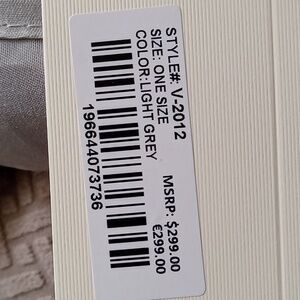 STYLE#: V-2012
SIZE: ONE SIZE
COLOR:LIGHT GREY
MSRP: $299.00
€299.00
196644073736